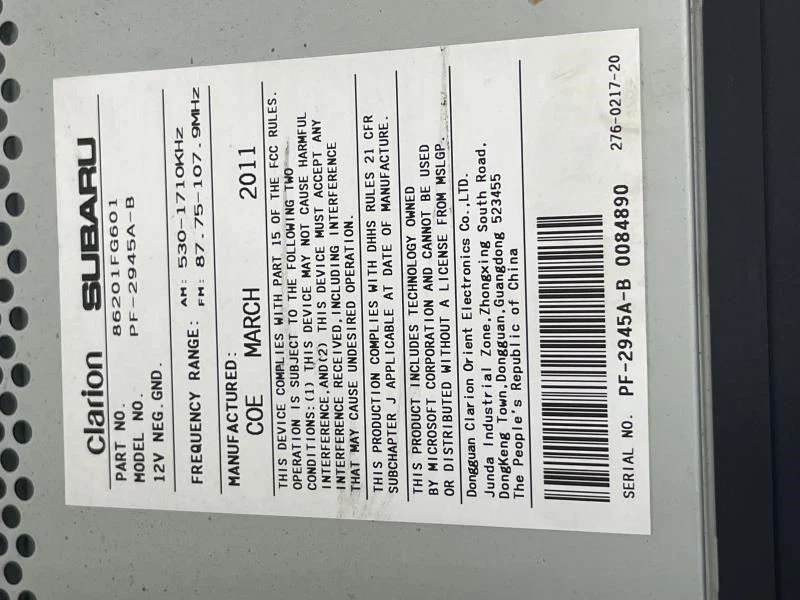 Clarion SUBARU
PART NO. 86201FG601
MODEL NO. PF-2945A-B
12V NEG.GND.
FREQUENCY RANGE: AM: 530-1710KHz
FM: 87.75-107.9MHz
MANUFACTURED:
COE MARCH 2011
THIS DEVICE COMPLIES WITH PART 15 OF THE FCC RULES.
OPERATION IS SUBJECT TO THE FOLLOWING TWO
CONDITIONS:(1) THIS DEVICE MAY NOT CAUSE HARMFUL
INTERFERENCE,AND(2) THIS DEVICE MUST ACCEPT ANY
INTERFERENCE RECEIVED,INCLUDING INTERFERENCE
THAT MAY CAUSE UNDESIRED OPERATION.
THIS PRODUCTION COMPLIES WITH DHHS RULES 21 CFR
SUBCHAPTER J APPLICABLE AT DATE OF MANUFACTURE.
THIS PRODUCT INCLUDES TECHNOLOGY OWNED
BY MICROSOFT CORPORATION AND CANNOT BE USED
OR DISTRIBUTED WITHOUT A LICENSE FROM MSLGP.
Dongguan Clarion Orient Electronics Co.,LTD.
Junda Industrial Zone,Zhongxing South Road,
DongKeng Town,Dongguan,Guangdong 523455
The People's Republic of China
SERIAL NO. PF-2945A-B 0084890
276-0217-20